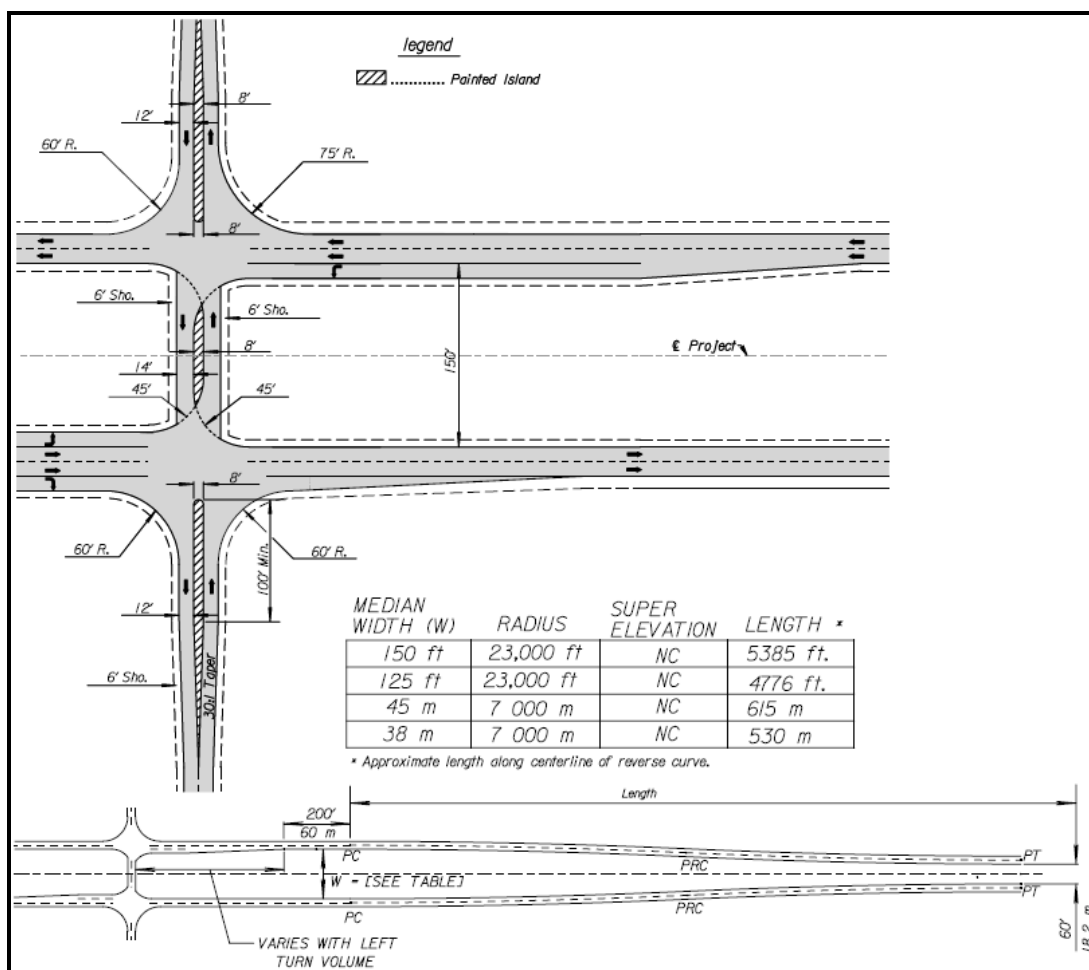 legend
............ Painted Island
8'
12'
60' R.
75' R.
8'
6' Sho.
6' Sho.
8'
℄ Project
150'
14'
45'
45'
8'
60' R.
60' R.
100' Min.
12'
6' Sho.
30:1 Taper
MEDIAN WIDTH (W) RADIUS SUPER ELEVATION LENGTH *
150 ft 23,000 ft NC 5385 ft.
125 ft 23,000 ft NC 4776 ft.
45 m 7 000 m NC 615 m
38 m 7 000 m NC 530 m
* Approximate length along centerline of reverse curve.
Length
200'
60 m
PC
PRC
PT
W = [SEE TABLE]
PC
PRC
PT
60'
18.2 m
VARIES WITH LEFT
TURN VOLUME